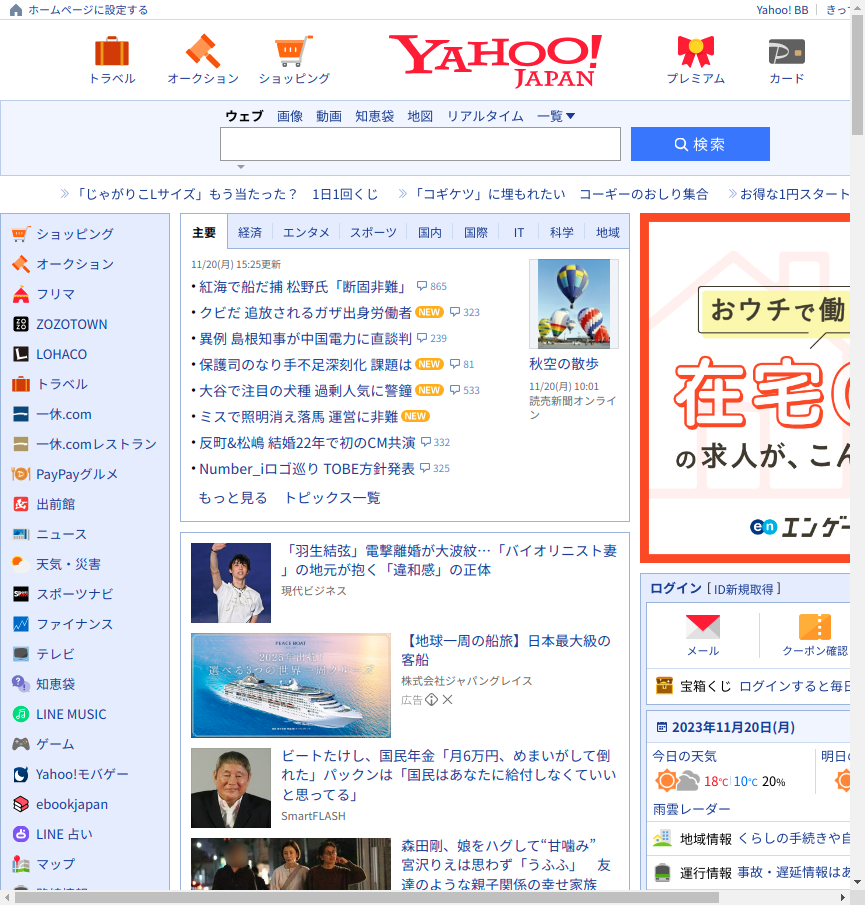 ホームページに設定する
Yahoo! BB
トラベル
オークション
ショッピング
YAHOO!
JAPAN
プレミアム
カード
ウェブ 画像 動画 知恵袋 地図 リアルタイム 一覧
検索
「じゃがりこLサイズ」もう当たった？ 1日1回くじ
「コギケツ」に埋もれたい コーギーのおしり集合
お得な1円スタート
ショッピング
オークション
フリマ
ZOZOTOWN
LOHACO
トラベル
一休.com
一休.comレストラン
PayPayグルメ
出前館
ニュース
天気・災害
スポーツナビ
ファイナンス
テレビ
知恵袋
LINE MUSIC
ゲーム
Yahoo!モバゲー
ebookjapan
LINE 占い
マップ
主要 経済 エンタメ スポーツ 国内 国際 IT 科学 地域
11/20(月) 15:25更新
紅海で船だ捕 松野氏「断固非難」 865
クビだ 追放されるガザ出身労働者 NEW 323
異例 島根知事が中国電力に直談判 239
保護司のなり手不足深刻化 課題は NEW 81
大谷で注目の犬種 過剰人気に警鐘 NEW 533
ミスで照明消え落馬 運営に非難 NEW
反町&松嶋 結婚22年で初のCM共演 332
Number_iロゴ巡り TOBE方針発表 325
もっと見る トピックス一覧
秋空の散歩
11/20(月) 10:01
読売新聞オンライ
ン
「羽生結弦」電撃離婚が大波紋…「バイオリニスト妻
」の地元が抱く「違和感」の正体
現代ビジネス
PEACE BOAT
2025年出航!
選べる3つの世界一周クルーズ
【地球一周の船旅】日本最大級の
客船
株式会社ジャパングレイス
広告
ビートたけし、国民年金「月6万円、めまいがして倒
れた」パックンは「国民はあなたに給付しなくていい
と思ってる」
SmartFLASH
森田剛、娘をハグして“甘噛み”
宮沢りえは思わず「うふふ」 友
達のような親子関係の幸せ家族
おウチで働
在宅
の求人が、こん
en エンゲー
ログイン [ ID新規取得 ]
メール
クーポン確認
宝箱くじ ログインすると毎日
2023年11月20日(月)
今日の天気
明日の
18℃ 10℃ 20%
雨雲レーダー
地域情報 くらしの手続きや自
運行情報 事故・遅延情報はあ